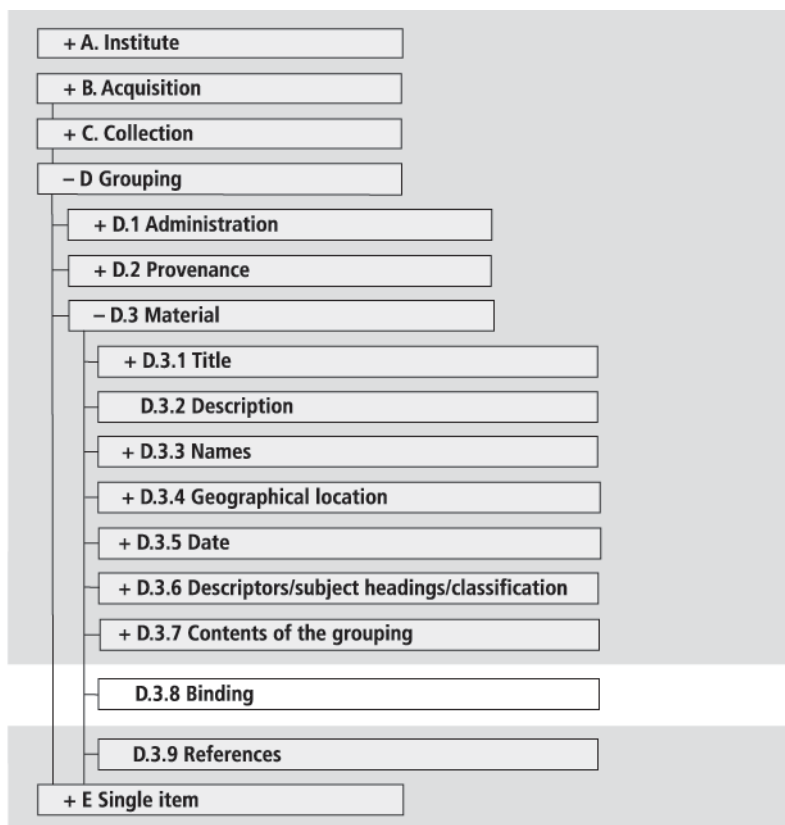 + A. Institute
+ B. Acquisition
+ C. Collection
– D Grouping
+ D.1 Administration
+ D.2 Provenance
– D.3 Material
+ D.3.1 Title
D.3.2 Description
+ D.3.3 Names
+ D.3.4 Geographical location
+ D.3.5 Date
+ D.3.6 Descriptors/subject headings/classification
+ D.3.7 Contents of the grouping
D.3.8 Binding
D.3.9 References
+ E Single item